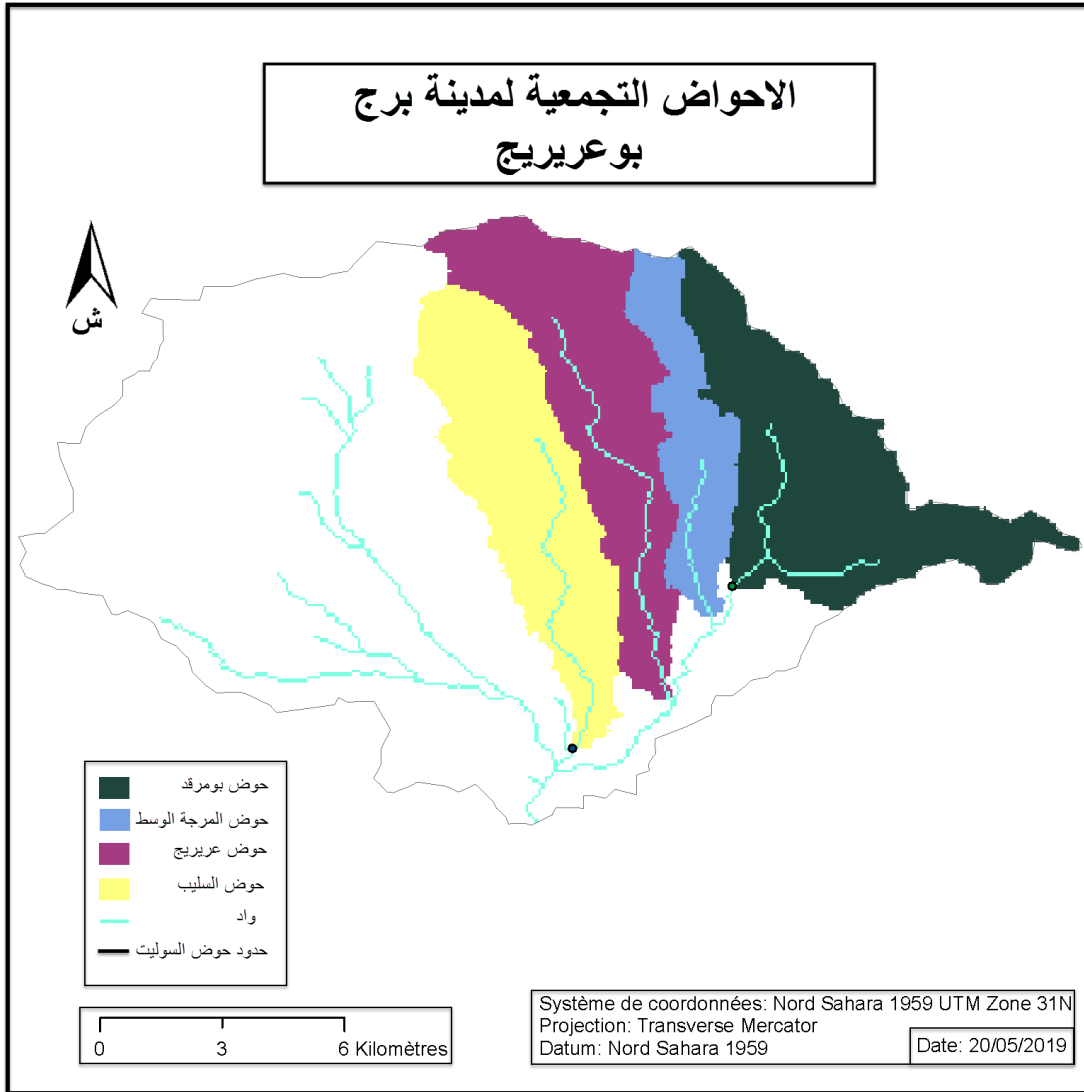 الاحواض التجمعية لمدينة برج
بوعريريج
ش
حوض بومرقد
حوض المرجة الوسط
حوض عريريج
حوض السليب
واد
حدود حوض السوليت
0 3 6 Kilomètres
Système de coordonnées: Nord Sahara 1959 UTM Zone 31N
Projection: Transverse Mercator
Datum: Nord Sahara 1959
Date: 20/05/2019